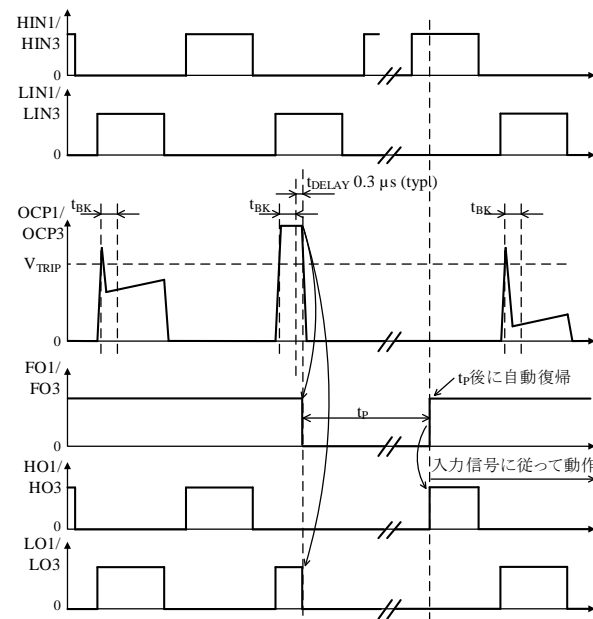 HIN1/
HIN3
0
LIN1/
LIN3
0
tDELAY 0.3 µs (typ)
OCP1/
OCP3
tBK
tBK
tBK
VTRIP
0
FO1/
FO3
tP後に自動復帰
tP
0
入力信号に従って動作
HO1/
HO3
0
LO1/
LO3
0